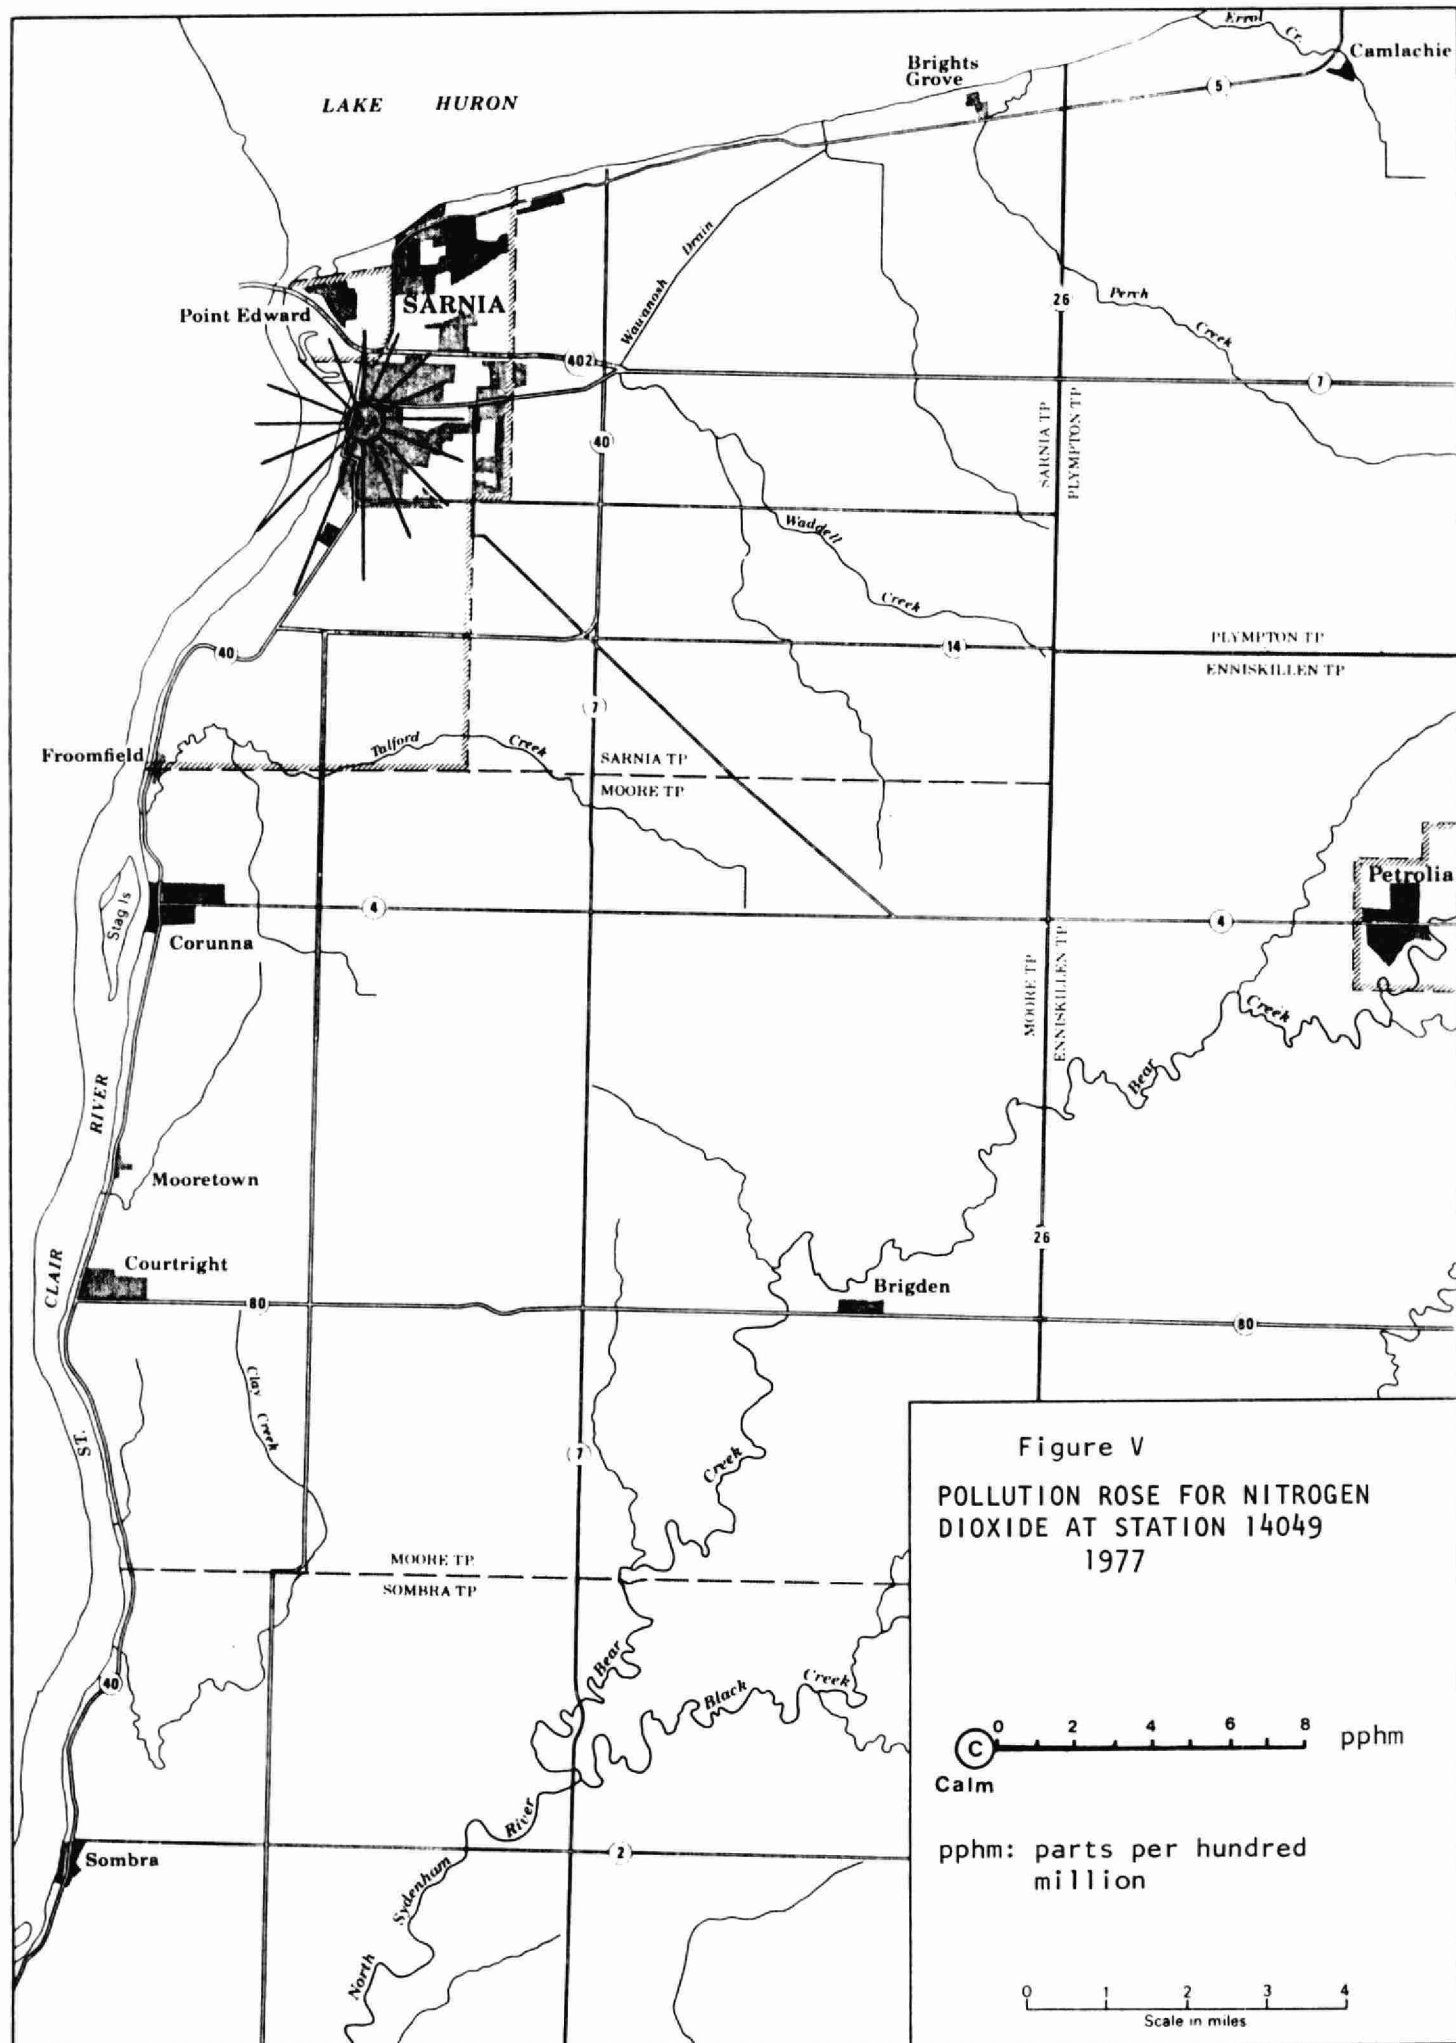 Errol Cr.
Camlachie
Brights
Grove
5
LAKE HURON
Wawanosh Drain
Point Edward
SARNIA
26
Perch Creek
402
7
40
SARNIA TP
PLYMPTON TP
Waddell Creek
40
14
PLYMPTON TP
ENNISKILLEN TP
7
Froomfield
Talford Creek
SARNIA TP
MOORE TP
Petrolia
Stag Is
4
4
Corunna
MOORE TP
ENNISKILLEN TP
Bear Creek
ST. CLAIR RIVER
Mooretown
26
Courtright
Brigden
80
80
Clay Creek
7
Creek
MOORE TP
SOMBRA TP
Bear
40
Black Creek
North Sydenham River
2
Sombra
Figure V
POLLUTION ROSE FOR NITROGEN
DIOXIDE AT STATION 14049
1977
0 2 4 6 8 pphm
C
Calm
pphm: parts per hundred
million
0 1 2 3 4
Scale in miles